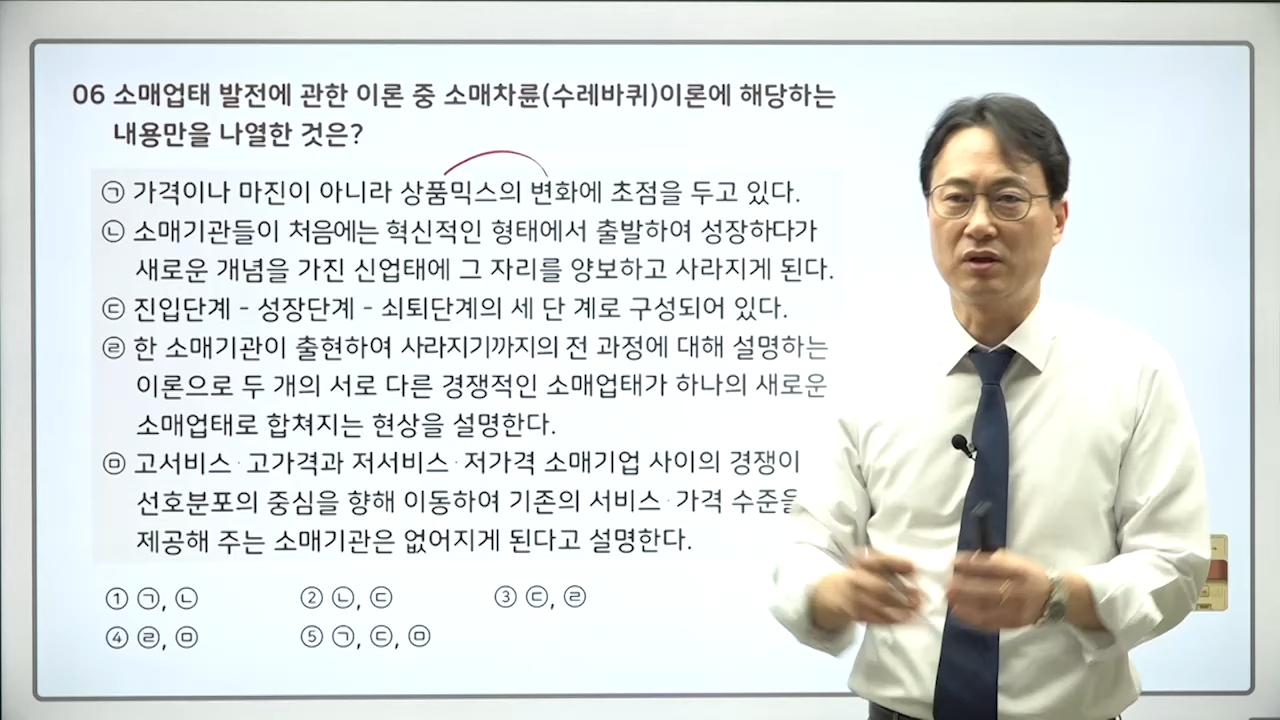 06 소매업태 발전에 관한 이론 중 소매차륜(수레바퀴)이론에 해당하는
내용만을 나열한 것은?
㉠ 가격이나 마진이 아니라 상품믹스의 변화에 초점을 두고 있다.
㉡ 소매기관들이 처음에는 혁신적인 형태에서 출발하여 성장하다가
새로운 개념을 가진 신업태에 그 자리를 양보하고 사라지게 된다.
㉢ 진입단계 - 성장단계 - 쇠퇴단계의 세 단 계로 구성되어 있다.
㉣ 한 소매기관이 출현하여 사라지기까지의 전 과정에 대해 설명하는
이론으로 두 개의 서로 다른 경쟁적인 소매업태가 하나의 새로운
소매업태로 합쳐지는 현상을 설명한다.
㉤ 고서비스·고가격과 저서비스·저가격 소매기업 사이의 경쟁이
선호분포의 중심을 향해 이동하여 기존의 서비스·가격 수준을
제공해 주는 소매기관은 없어지게 된다고 설명한다.
① ㉠, ㉡ ② ㉡, ㉢ ③ ㉢, ㉣
④ ㉣, ㉤ ⑤ ㉠, ㉢, ㉤